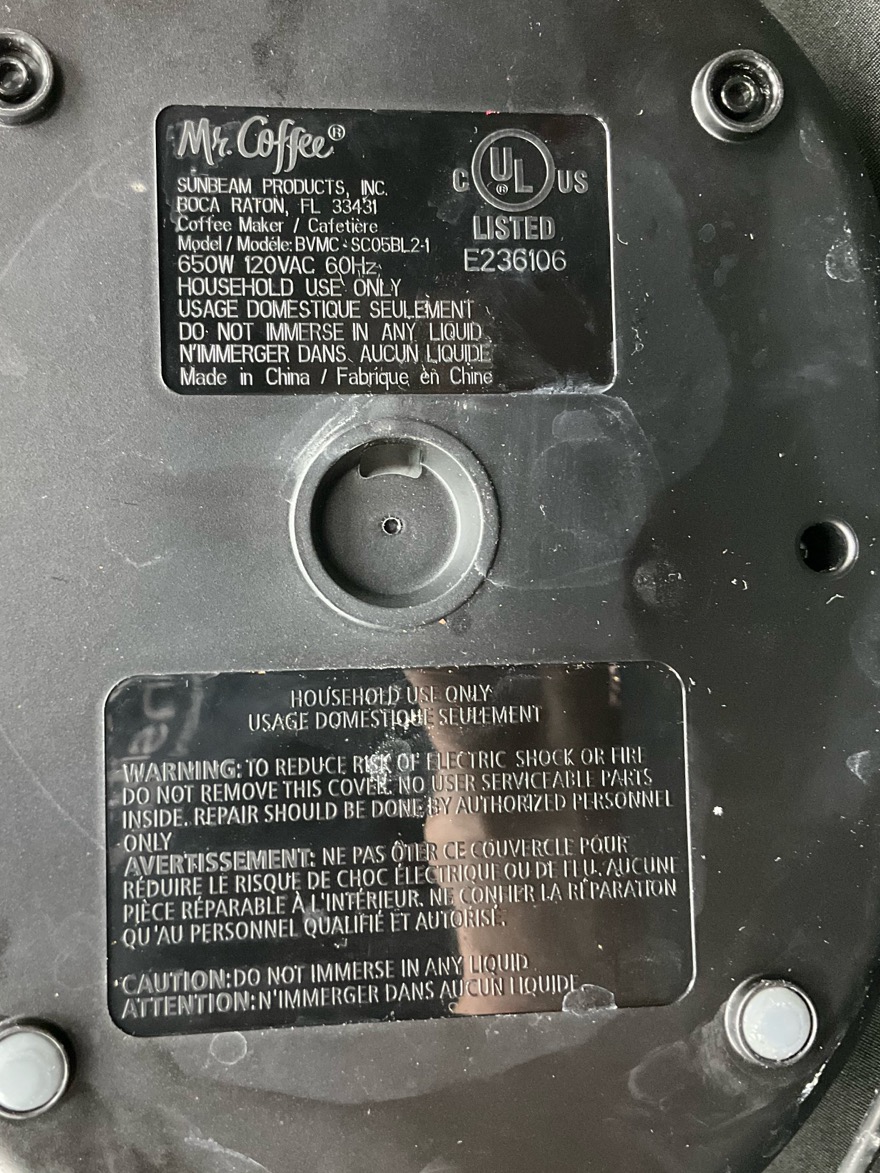 Mr. Coffee®
SUNBEAM PRODUCTS, INC.
BOCA RATON, FL 33431
Coffee Maker / Cafetière
Model / Modéle: BVMC-SC05BL2-1
650W 120VAC 60Hz
HOUSEHOLD USE ONLY
USAGE DOMESTIQUE SEULEMENT
DO NOT IMMERSE IN ANY LIQUID
N'IMMERGER DANS AUCUN LIQUIDE
Made in China / Fabrique en Chine
C UL® US
LISTED
E236106
HOUSEHOLD USE ONLY
USAGE DOMESTIQUE SEULEMENT
WARNING: TO REDUCE RISK OF ELECTRIC SHOCK OR FIRE
DO NOT REMOVE THIS COVER. NO USER SERVICEABLE PARTS
INSIDE. REPAIR SHOULD BE DONE BY AUTHORIZED PERSONNEL
ONLY
AVERTISSEMENT: NE PAS ÔTER CE COUVERCLE POUR
RÉDUIRE LE RISQUE DE CHOC ÉLECTRIQUE OU DE FEU. AUCUNE
PIÈCE RÉPARABLE À L'INTÉRIEUR. NE CONFIER LA RÉPARATION
QU'AU PERSONNEL QUALIFIÉ ET AUTORISÉ.
CAUTION: DO NOT IMMERSE IN ANY LIQUID
ATTENTION: N'IMMERGER DANS AUCUN LIQUIDE